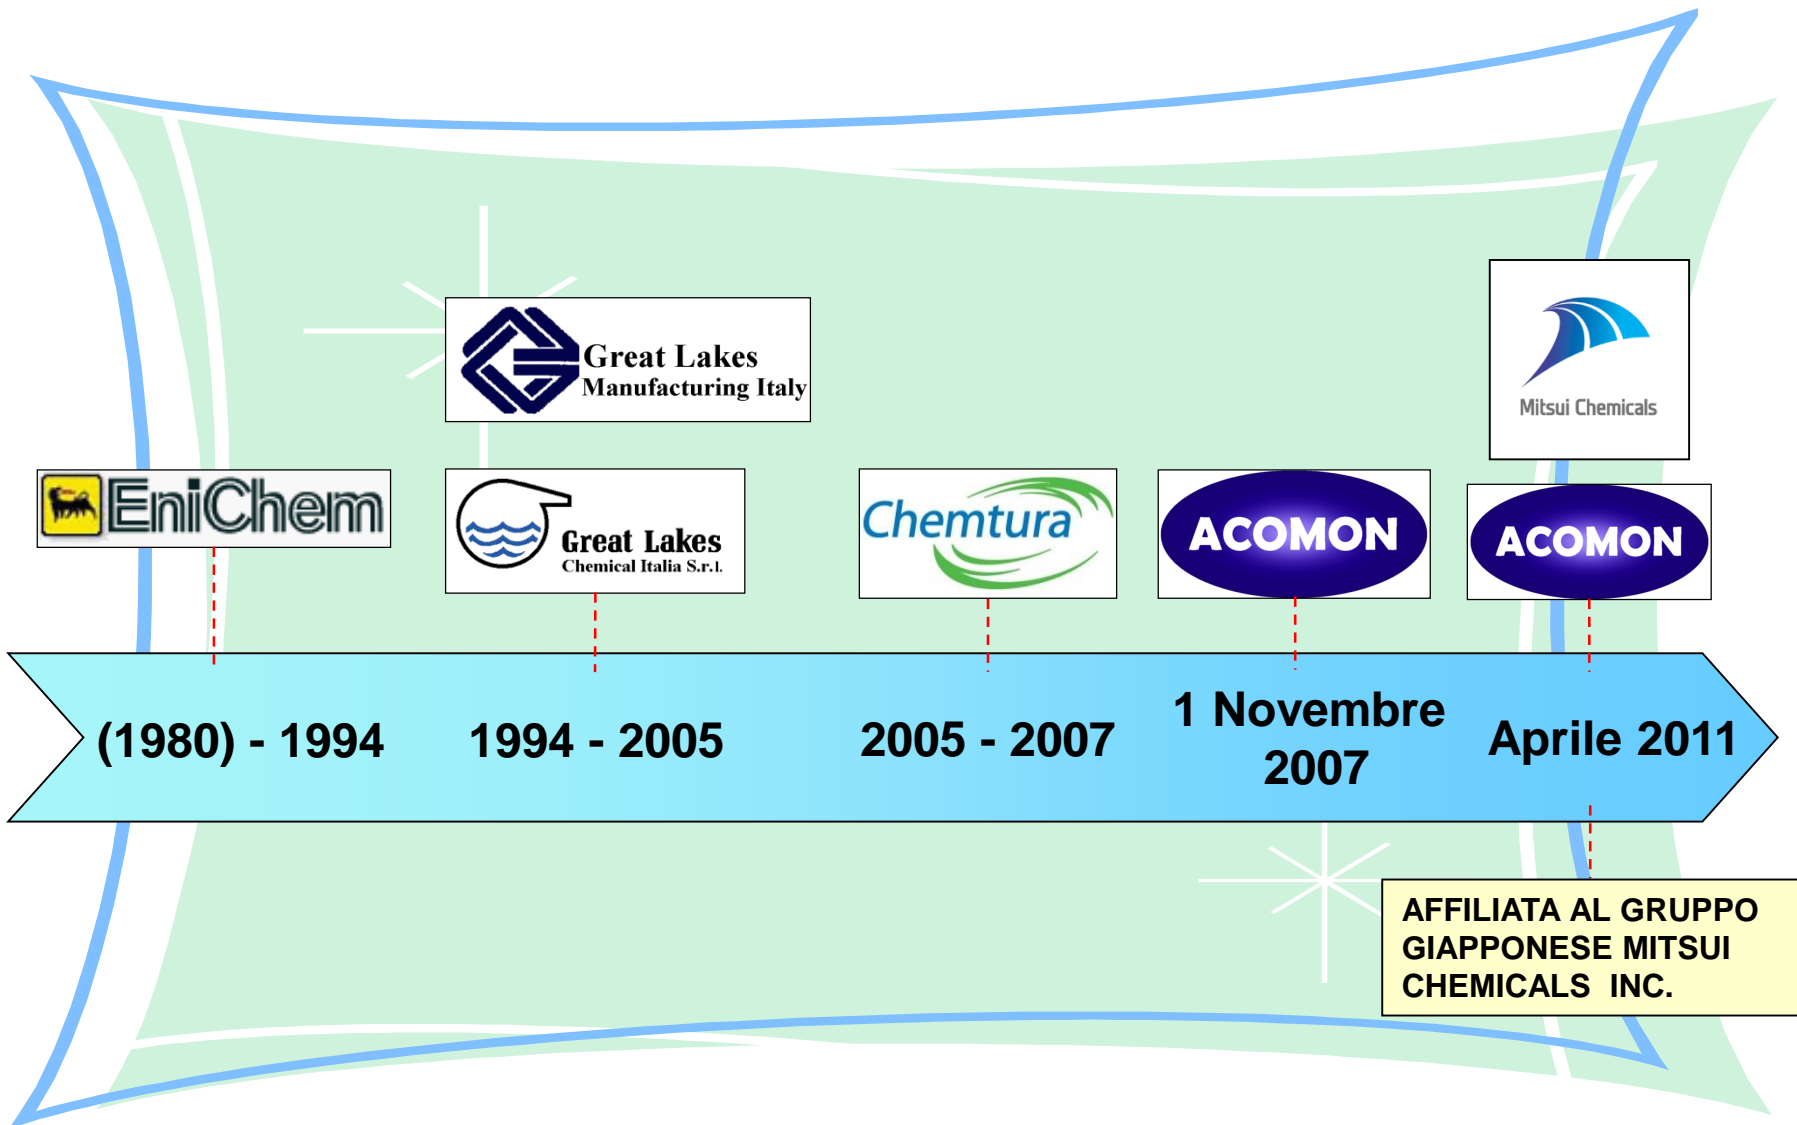 Great Lakes
Manufacturing Italy
Mitsui Chemicals
EniChem
Great Lakes
Chemical Italia S.r.l.
Chemtura
ACOMON
ACOMON
(1980) - 1994
1994 - 2005
2005 - 2007
1 Novembre
2007
Aprile 2011
AFFILIATA AL GRUPPO
GIAPPONESE MITSUI
CHEMICALS INC.